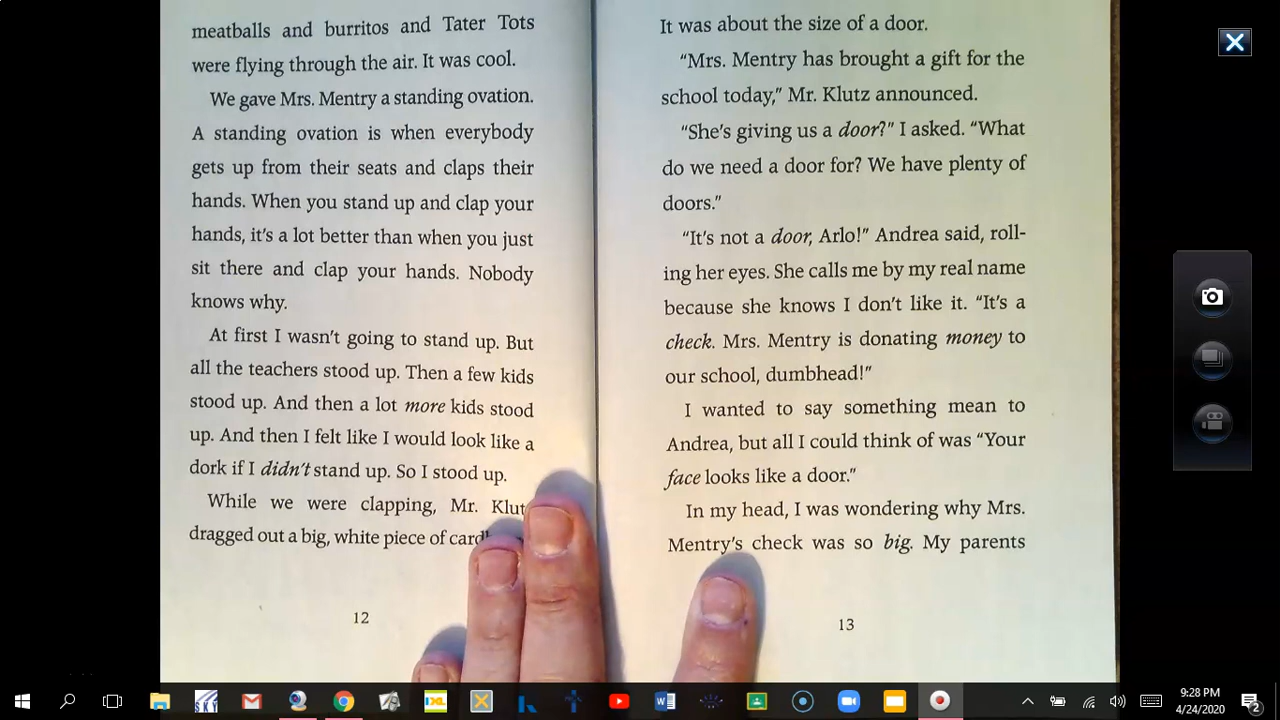 meatballs and burritos and Tater Tots
were flying through the air. It was cool.
We gave Mrs. Mentry a standing ovation.
A standing ovation is when everybody
gets up from their seats and claps their
hands. When you stand up and clap your
hands, it's a lot better than when you just
sit there and clap your hands. Nobody
knows why.
At first I wasn't going to stand up. But
all the teachers stood up. Then a few kids
stood up. And then a lot more kids stood
up. And then I felt like I would look like a
dork if I didn't stand up. So I stood up.
While we were clapping, Mr.
dragged out a big, white piece of
12
It was about the size of a door.
"Mrs. Mentry has brought a gift for the
school today," Mr. Klutz announced.
"She's giving us a door?" I asked. "What
do we need a door for? We have plenty of
doors."
"It's not a door, Arlo!" Andrea said, roll-
ing her eyes. She calls me by my real name
because she knows I don't like it. "It's a
check. Mrs. Mentry is donating money to
our school, dumbhead!"
I wanted to say something mean to
Andrea, but all I could think of was "Your
face looks like a door."
In my head, I was wondering why Mrs.
Mentry's check was so big. My parents
13
IXL
9:28 PM
4/24/2020
2